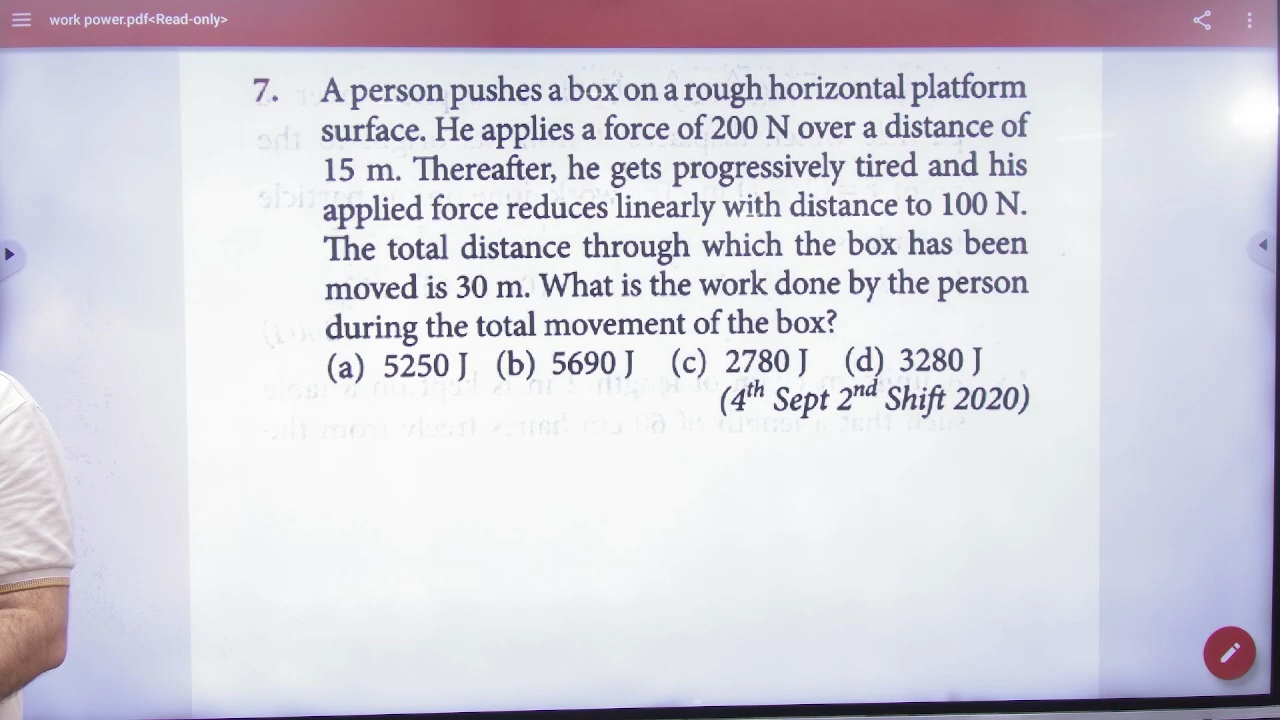 work power.pdf<Read-only>
7. A person pushes a box on a rough horizontal platform
surface. He applies a force of 200 N over a distance of
15 m. Thereafter, he gets progressively tired and his
applied force reduces linearly with distance to 100 N.
The total distance through which the box has been
moved is 30 m. What is the work done by the person
during the total movement of the box?
(a) 5250 J (b) 5690 J (c) 2780 J (d) 3280 J
(4th Sept 2nd Shift 2020)